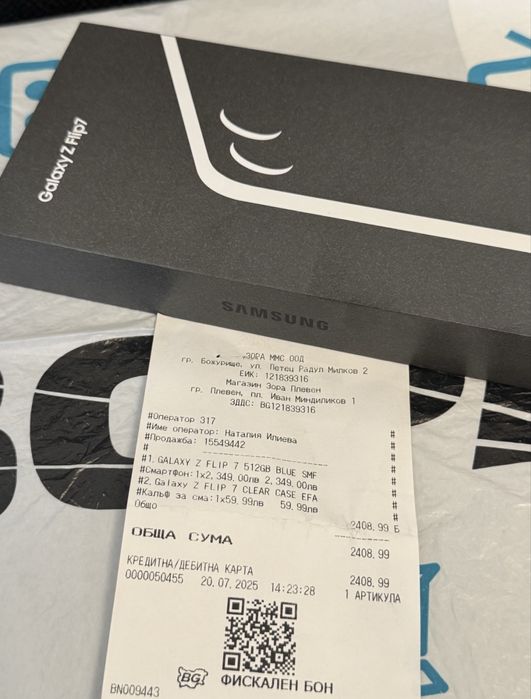 Galaxy Z Flip7
SAMSUNG
ЗОРА ММС ООД
гр. Божурище, ул. Петец Радул Милков 2
ЕИК: 121839316
Магазин Зора Плевен
гр. Плевен, пл. Иван Миндиликов 1
ЗДДС: BG121839316
#Оператор 317 #
#Име оператор: Наталия Илиева #
#Продажба: 15549442 #
# #
#1. GALAXY Z FLIP 7 512GB BLUE SMF #
#Смартфон: 1x2,349,00лв 2,349.00лв #
#2. Galaxy Z FLIP 7 CLEAR CASE EFA #
#Калъф за сма: 1x59,99лв 59.99лв #
Общо
2408,99 Б
ОБЩА СУМА 2408,99
КРЕДИТНА/ДЕБИТНА КАРТА 2408,99
0000050455 20.07.2025 14:23:28 1 АРТИКУЛА
BG
ФИСКАЛЕН БОН
BN009443